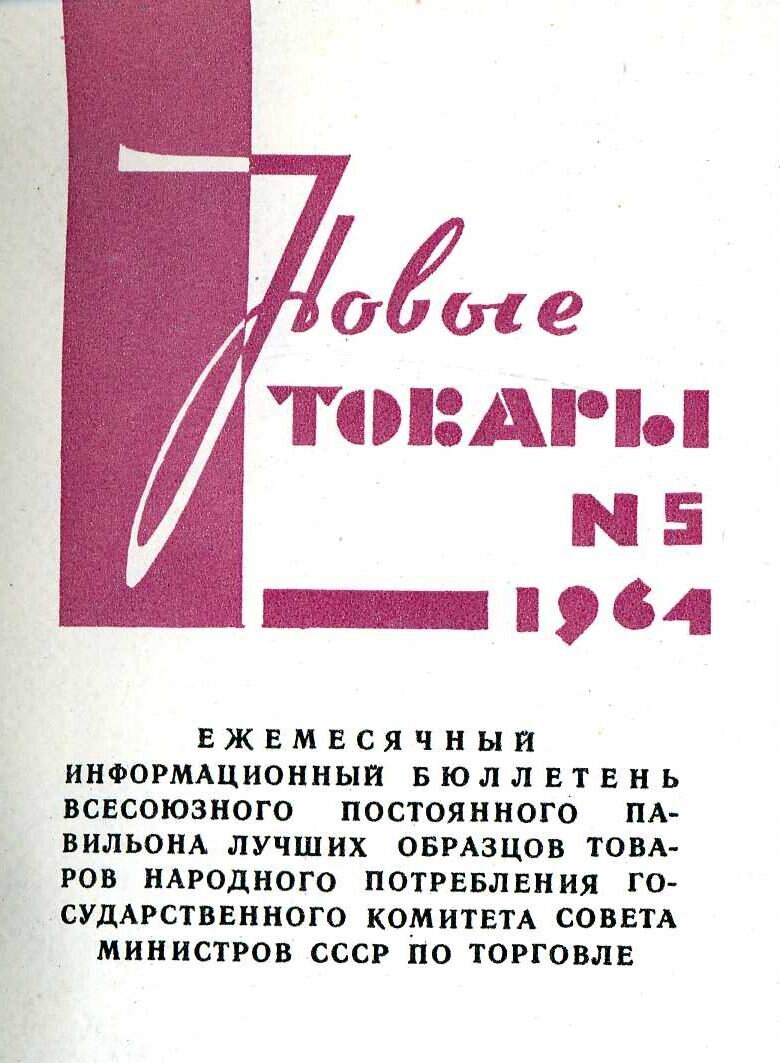 Новые
ТОВАРЫ
N 5
1964
ЕЖЕМЕСЯЧНЫЙ
ИНФОРМАЦИОННЫЙ БЮЛЛЕТЕНЬ
ВСЕСОЮЗНОГО ПОСТОЯННОГО ПА-
ВИЛЬОНА ЛУЧШИХ ОБРАЗЦОВ ТОВА-
РОВ НАРОДНОГО ПОТРЕБЛЕНИЯ ГО-
СУДАРСТВЕННОГО КОМИТЕТА СОВЕТА
МИНИСТРОВ СССР ПО ТОРГОВЛЕ